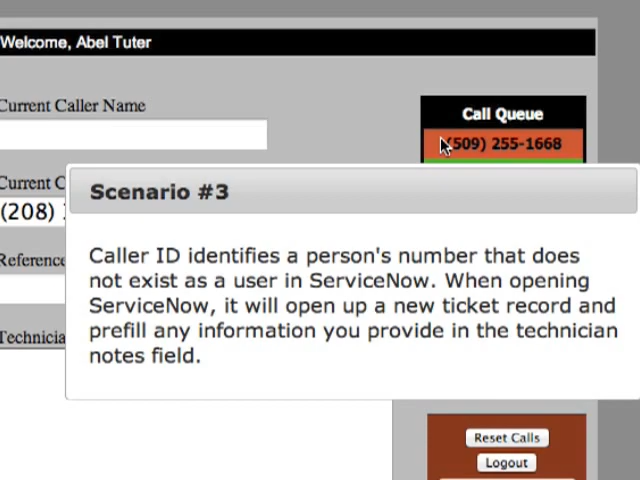 Welcome, Abel Tuter
Current Caller Name
Call Queue
(509) 255-1668
Current C
Scenario #3
(208)
Reference
Caller ID identifies a person's number that does
not exist as a user in ServiceNow. When opening
ServiceNow, it will open up a new ticket record and
prefill any information you provide in the technician
notes field.
Technicia
Reset Calls
Logout